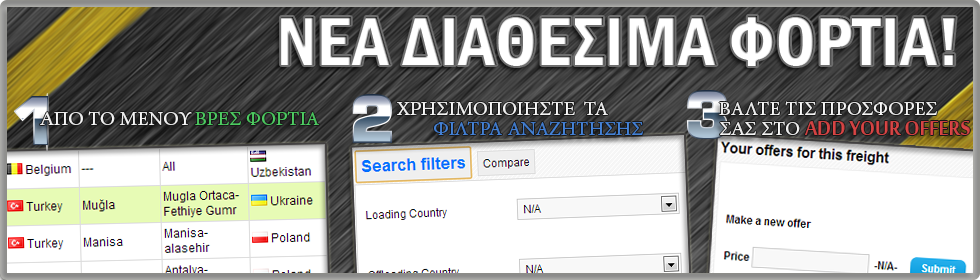 ΝΕΑ ΔΙΑΘΕΣΙΜΑ ΦΟΡΤΙΑ!
1 ΑΠΟ ΤΟ ΜΕΝΟΥ ΒΡΕΣ ΦΟΡΤΙΑ
Belgium --- All Uzbekistan
Turkey Muğla Mugla Ortaca-
Fethiye Gumr Ukraine
Turkey Manisa Manisa-
alasehir Poland
Antalya- Poland
2 ΧΡΗΣΙΜΟΠΟΙΗΣΤΕ ΤΑ
ΦΙΛΤΡΑ ΑΝΑΖΗΤΗΣΗΣ
Search filters Compare
Loading Country N/A
Offloading Country N/A
3 ΒΑΛΤΕ ΤΙΣ ΠΡΟΣΦΟΡΕΣ
ΣΑΣ ΣΤΟ ADD YOUR OFFERS
Your offers for this freight
Make a new offer
Price -N/A- Submit